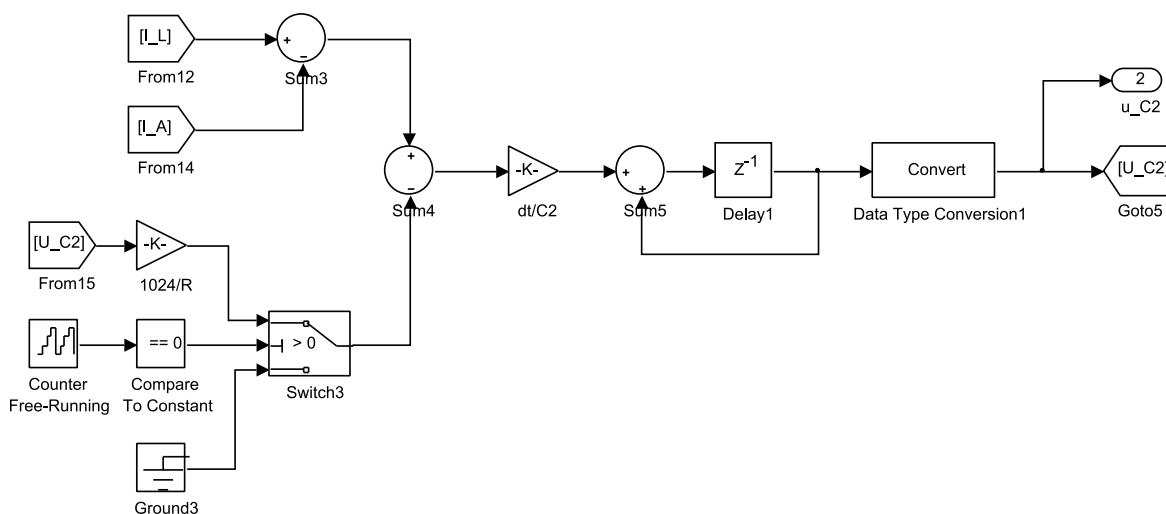 [I_L]
From12
+
−
Sum3
[I_A]
From14
+
−
Sum4
-K-
dt/C2
+
+
Sum5
Z-1
Delay1
Convert
Data Type Conversion1
2
u_C2
[U_C2]
Goto5
[U_C2]
From15
-K-
1024/R
Counter
Free-Running
== 0
Compare
To Constant
> 0
Switch3
Ground3